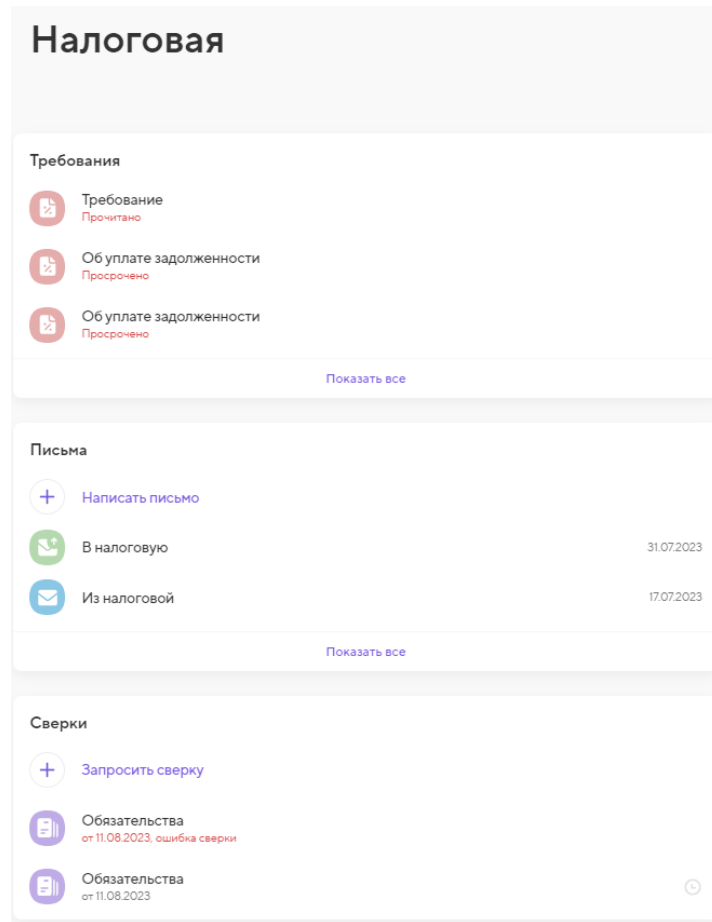 Налоговая
Требования
Требование
Прочитано
Об уплате задолженности
Просрочено
Об уплате задолженности
Просрочено
Показать все
Письма
Написать письмо
В налоговую 31.07.2023
Из налоговой 17.07.2023
Показать все
Сверки
Запросить сверку
Обязательства
от 11.08.2023, ошибка сверки
Обязательства
от 11.08.2023